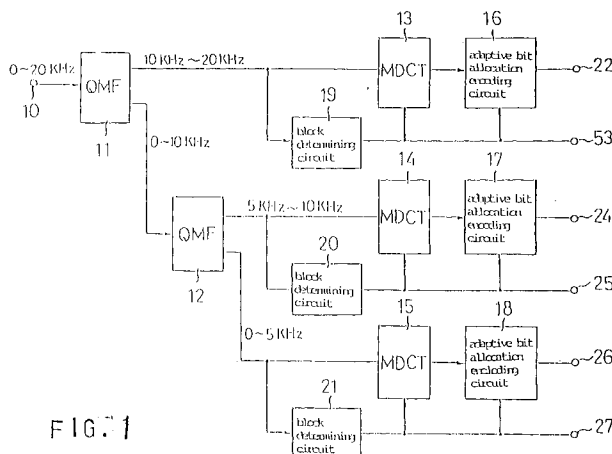 13
16
10 KHz~20 KHz
0~20 KHz
QMF
MDCT
adaptive bit
allocation
encoding
circuit
22
10
11
19
block
determining
circuit
53
0~10 KHz
14
17
5 KHz~10 KHz
QMF
MDCT
adaptive bit
allocation
encoding
circuit
24
12
20
block
determining
circuit
25
15
18
0~5 KHz
MDCT
adaptive bit
allocation
encoding
circuit
26
21
block
determining
circuit
27
FIG. 1